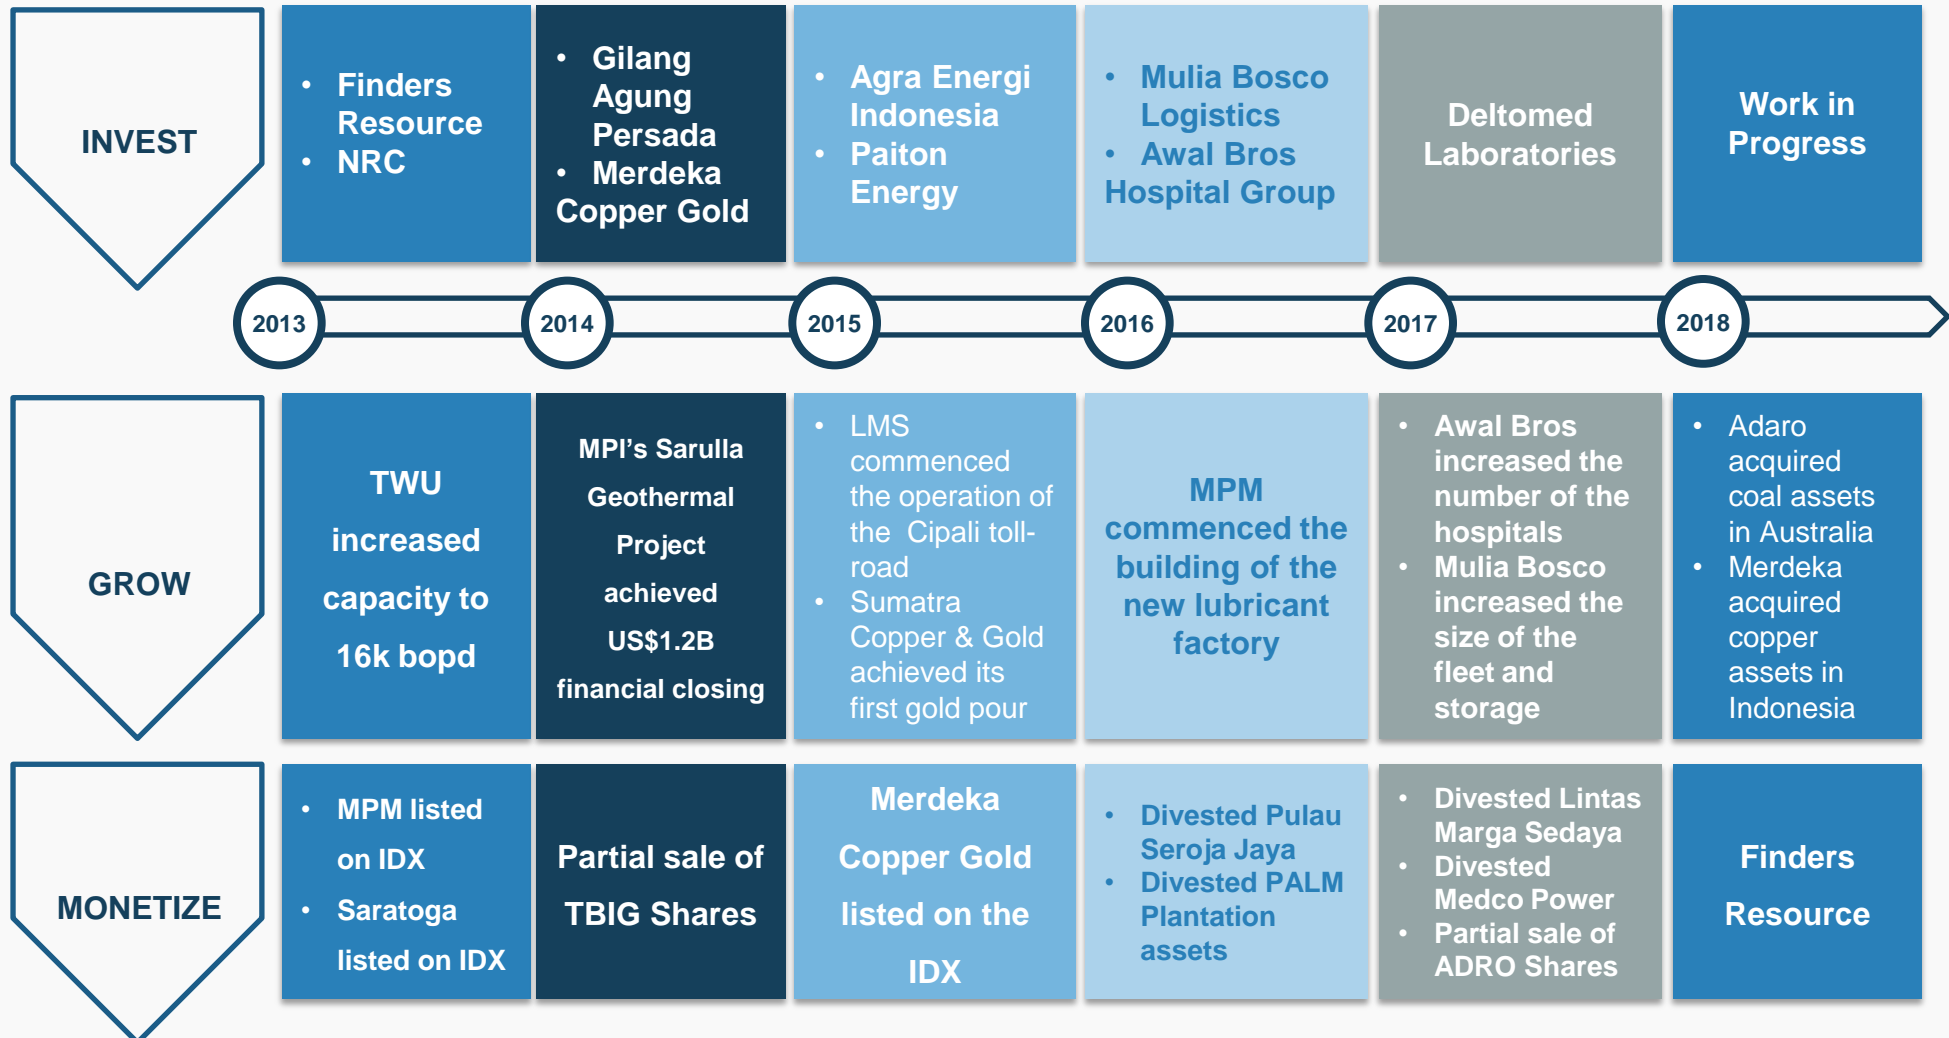 INVEST
• Finders
Resource
• NRC
• Gilang
Agung
Persada
• Merdeka
Copper Gold
• Agra Energi
Indonesia
• Paiton
Energy
• Mulia Bosco
Logistics
• Awal Bros
Hospital Group
Deltomed
Laboratories
Work in
Progress
2013
2014
2015
2016
2017
2018
GROW
TWU
increased
capacity to
16k bopd
MPI’s Sarulla
Geothermal
Project
achieved
US$1.2B
financial closing
• LMS
commenced
the operation of
the Cipali toll-
road
• Sumatra
Copper & Gold
achieved its
first gold pour
MPM
commenced the
building of the
new lubricant
factory
• Awal Bros
increased the
number of the
hospitals
• Mulia Bosco
increased the
size of the
fleet and
storage
• Adaro
acquired
coal assets
in Australia
• Merdeka
acquired
copper
assets in
Indonesia
MONETIZE
• MPM listed
on IDX
• Saratoga
listed on IDX
Partial sale of
TBIG Shares
Merdeka
Copper Gold
listed on the
IDX
• Divested Pulau
Seroja Jaya
• Divested PALM
Plantation
assets
• Divested Lintas
Marga Sedaya
• Divested
Medco Power
• Partial sale of
ADRO Shares
Finders
Resource